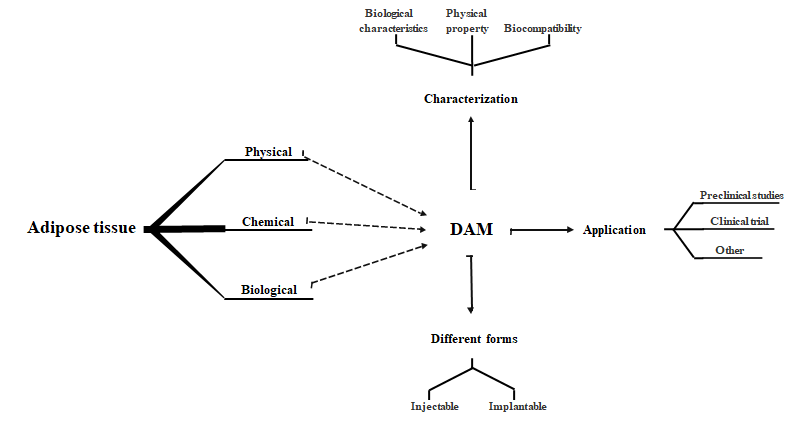 Biological
characteristics
Physical
property
Biocompatibility
Characterization
Physical
Chemical
Biological
Adipose tissue
DAM
Application
Preclinical studies
Clinical trial
Other
Different forms
Injectable
Implantable